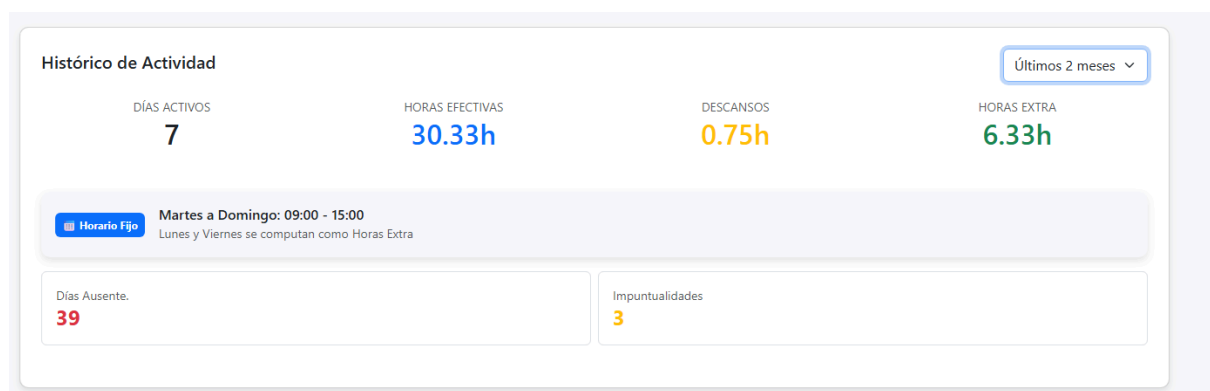 Histórico de Actividad
Últimos 2 meses
DÍAS ACTIVOS
7
HORAS EFECTIVAS
30.33h
DESCANSOS
0.75h
HORAS EXTRA
6.33h
Horario Fijo
Martes a Domingo: 09:00 - 15:00
Lunes y Viernes se computan como Horas Extra
Días Ausente.
39
Impuntualidades
3